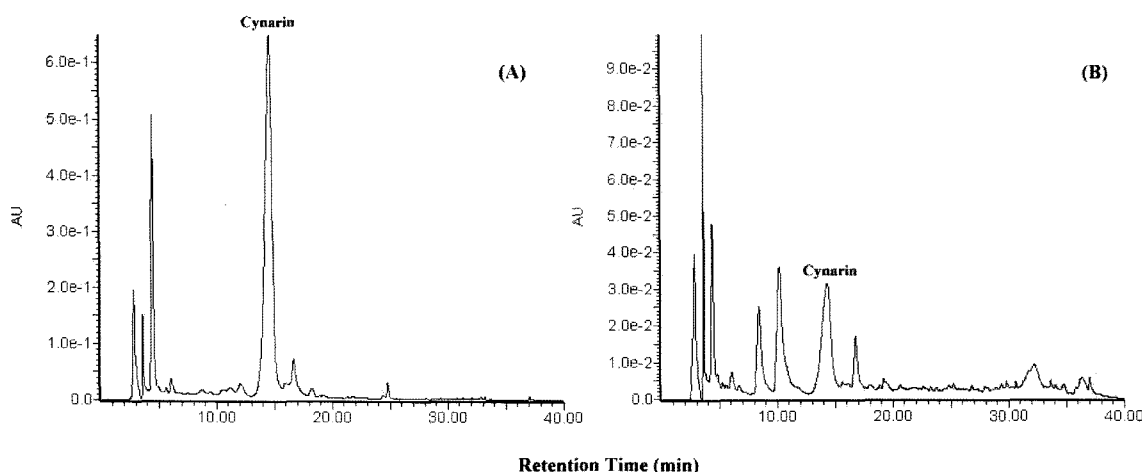 Cynarin
(A)
6.0e-1
5.0e-1
4.0e-1
3.0e-1
2.0e-1
1.0e-1
0.0
AU
10.00 20.00 30.00 40.00
(B)
Cynarin
9.0e-2
8.0e-2
7.0e-2
6.0e-2
5.0e-2
4.0e-2
3.0e-2
2.0e-2
1.0e-2
0.0
AU
10.00 20.00 30.00 40.00
Retention Time (min)